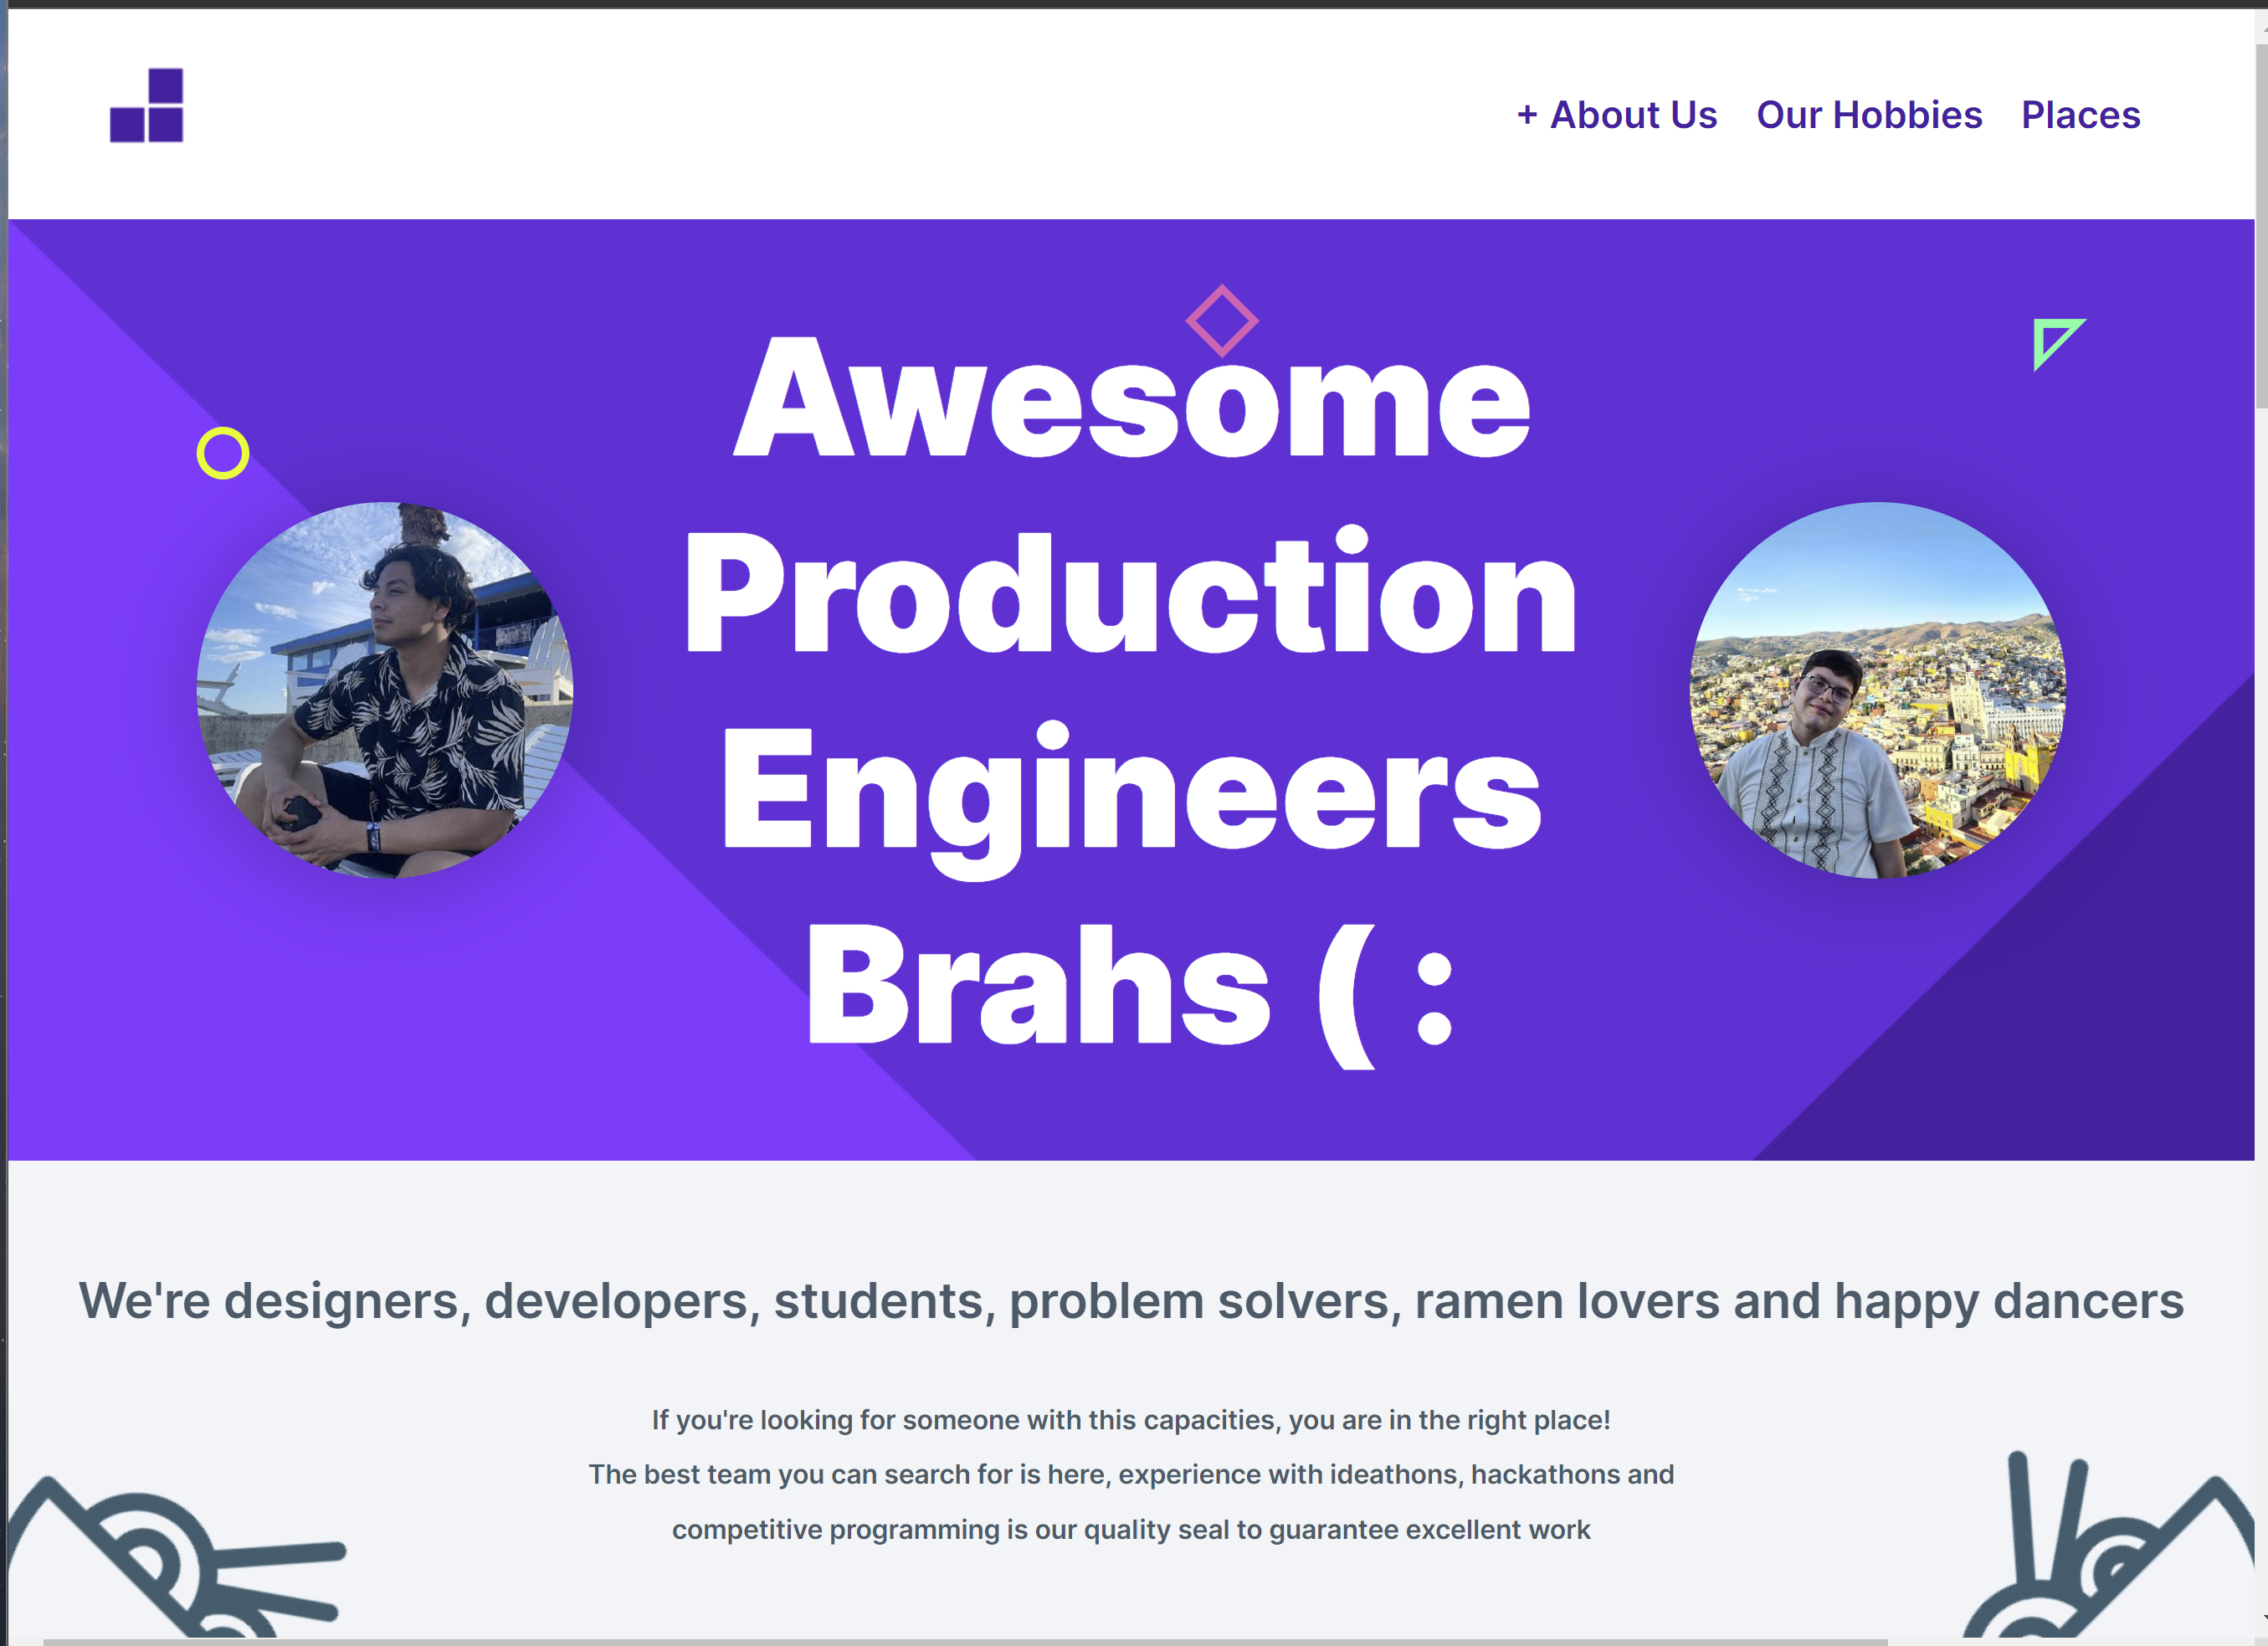 + About Us Our Hobbies Places
Awesome
Production
Engineers
Brahs ( :
We're designers, developers, students, problem solvers, ramen lovers and happy dancers
If you're looking for someone with this capacities, you are in the right place!
The best team you can search for is here, experience with ideathons, hackathons and
competitive programming is our quality seal to guarantee excellent work